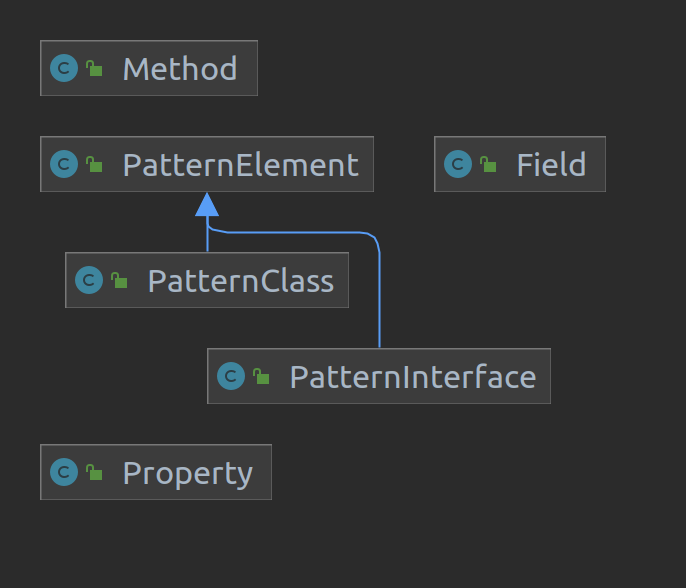 C Method
C PatternElement
C Field
C PatternClass
C PatternInterface
C Property